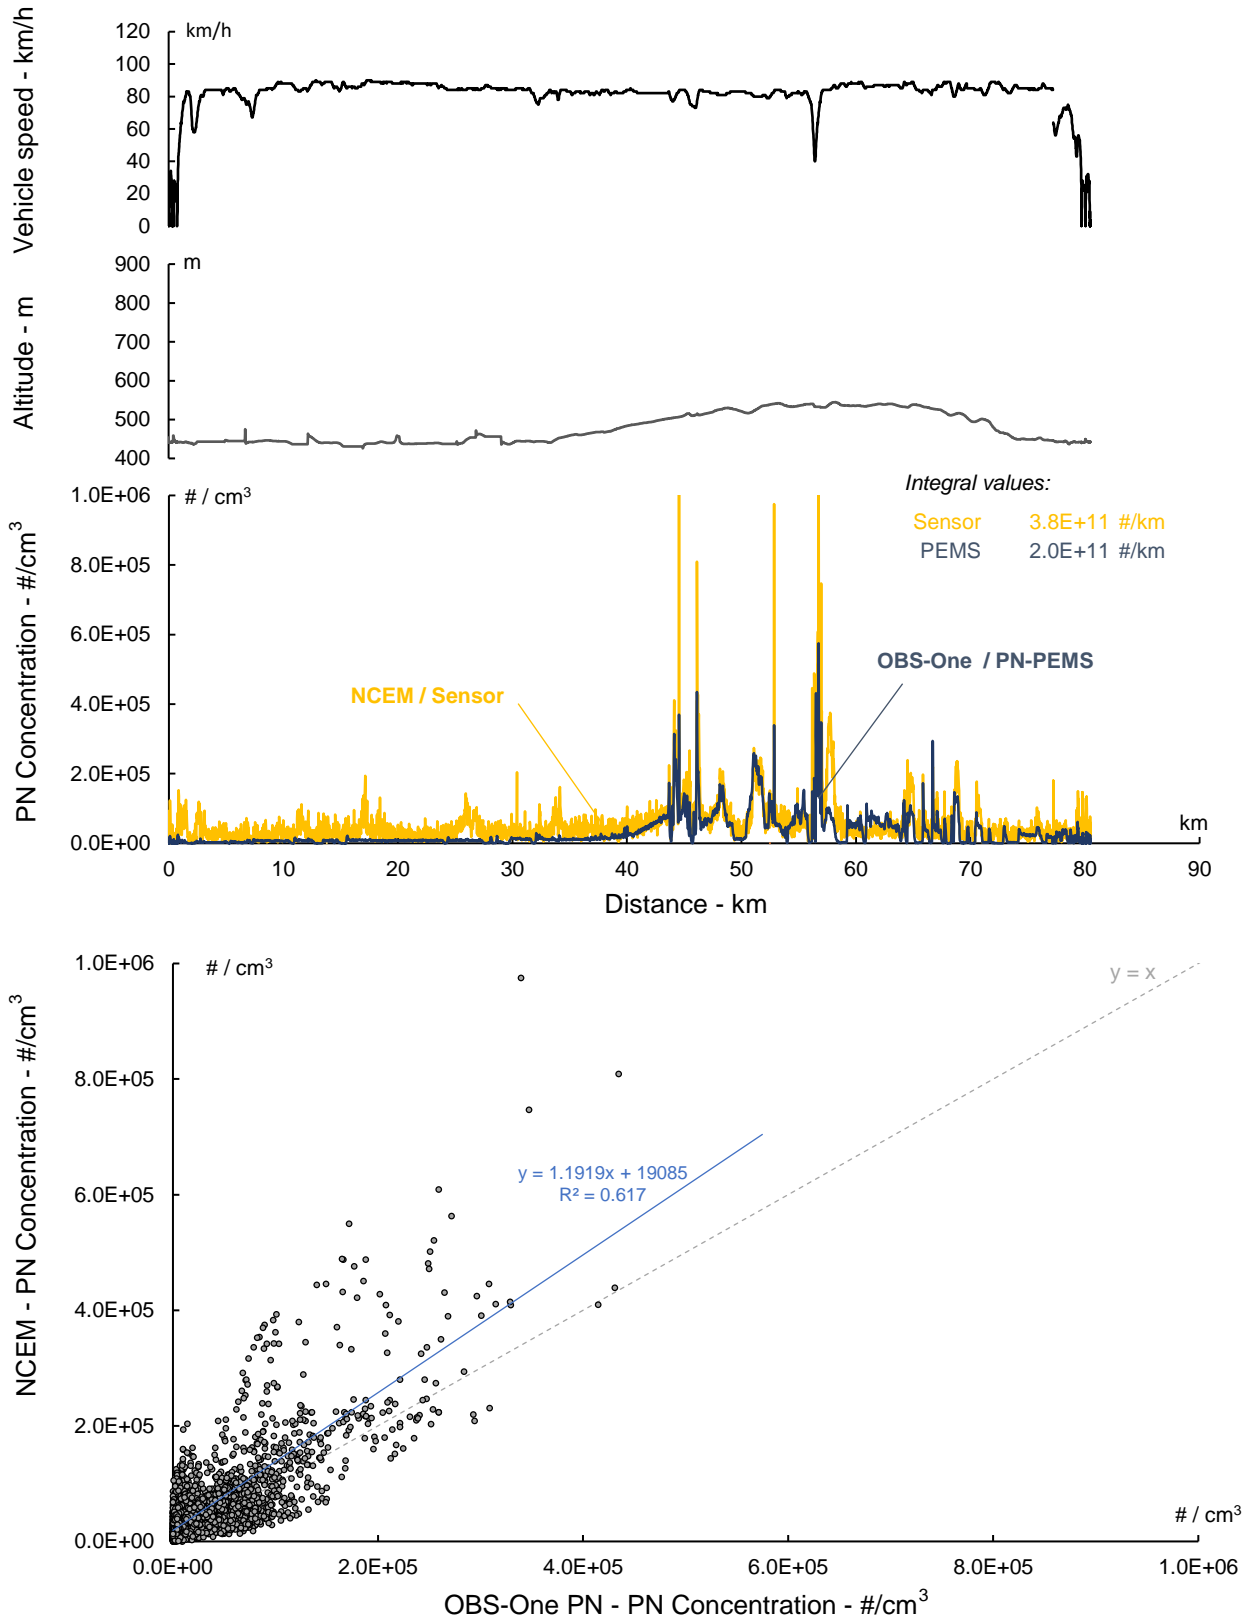 Vehicle speed - km/h
km/h
120
100
80
60
40
20
0
Altitude - m
m
900
800
700
600
500
400
PN Concentration - #/cm³
# / cm³
1.0E+06
8.0E+05
6.0E+05
4.0E+05
2.0E+05
0.0E+00
Integral values:
Sensor 3.8E+11 #/km
PEMS 2.0E+11 #/km
OBS-One / PN-PEMS
NCEM / Sensor
km
0 10 20 30 40 50 60 70 80 90
Distance - km
NCEM - PN Concentration - #/cm³
# / cm³
1.0E+06
8.0E+05
6.0E+05
4.0E+05
2.0E+05
0.0E+00
y = x
y = 1.1919x + 19085
R² = 0.617
# / cm³
0.0E+00 2.0E+05 4.0E+05 6.0E+05 8.0E+05 1.0E+06
OBS-One PN - PN Concentration - #/cm³